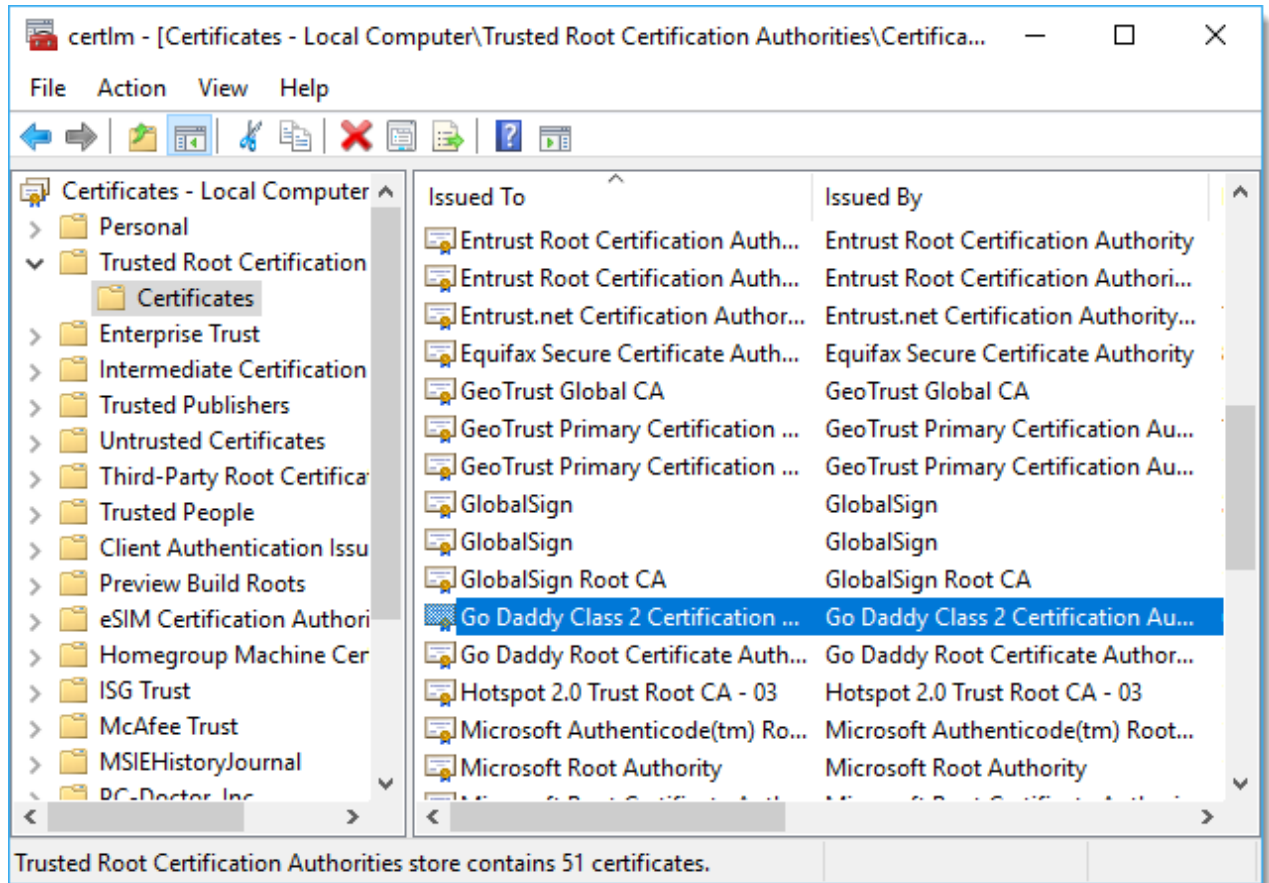 certlm - [Certificates - Local Computer\Trusted Root Certification Authorities\Certifica...
File Action View Help
Certificates - Local Computer
Personal
Trusted Root Certification
Certificates
Enterprise Trust
Intermediate Certification
Trusted Publishers
Untrusted Certificates
Third-Party Root Certifica
Trusted People
Client Authentication Issu
Preview Build Roots
eSIM Certification Authori
Homegroup Machine Cer
ISG Trust
McAfee Trust
MSIEHistoryJournal
PC-Doctor, Inc
Issued To Issued By
Entrust Root Certification Auth... Entrust Root Certification Authority
Entrust Root Certification Auth... Entrust Root Certification Authori...
Entrust.net Certification Author... Entrust.net Certification Authority...
Equifax Secure Certificate Auth... Equifax Secure Certificate Authority
GeoTrust Global CA GeoTrust Global CA
GeoTrust Primary Certification ... GeoTrust Primary Certification Au...
GeoTrust Primary Certification ... GeoTrust Primary Certification Au...
GlobalSign GlobalSign
GlobalSign GlobalSign
GlobalSign Root CA GlobalSign Root CA
Go Daddy Class 2 Certification ... Go Daddy Class 2 Certification Au...
Go Daddy Root Certificate Auth... Go Daddy Root Certificate Author...
Hotspot 2.0 Trust Root CA - 03 Hotspot 2.0 Trust Root CA - 03
Microsoft Authenticode(tm) Ro... Microsoft Authenticode(tm) Root...
Microsoft Root Authority Microsoft Root Authority
Trusted Root Certification Authorities store contains 51 certificates.